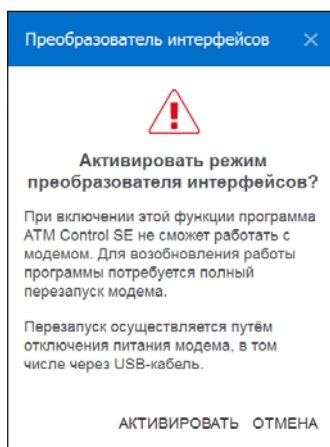 Преобразователь интерфейсов
Активировать режим
преобразователя интерфейсов?
При включении этой функции программа
ATM Control SE не сможет работать с
модемом. Для возобновления работы
программы потребуется полный
перезапуск модема.
Перезапуск осуществляется путём
отключения питания модема, в том
числе через USB-кабель.
АКТИВИРОВАТЬ ОТМЕНА